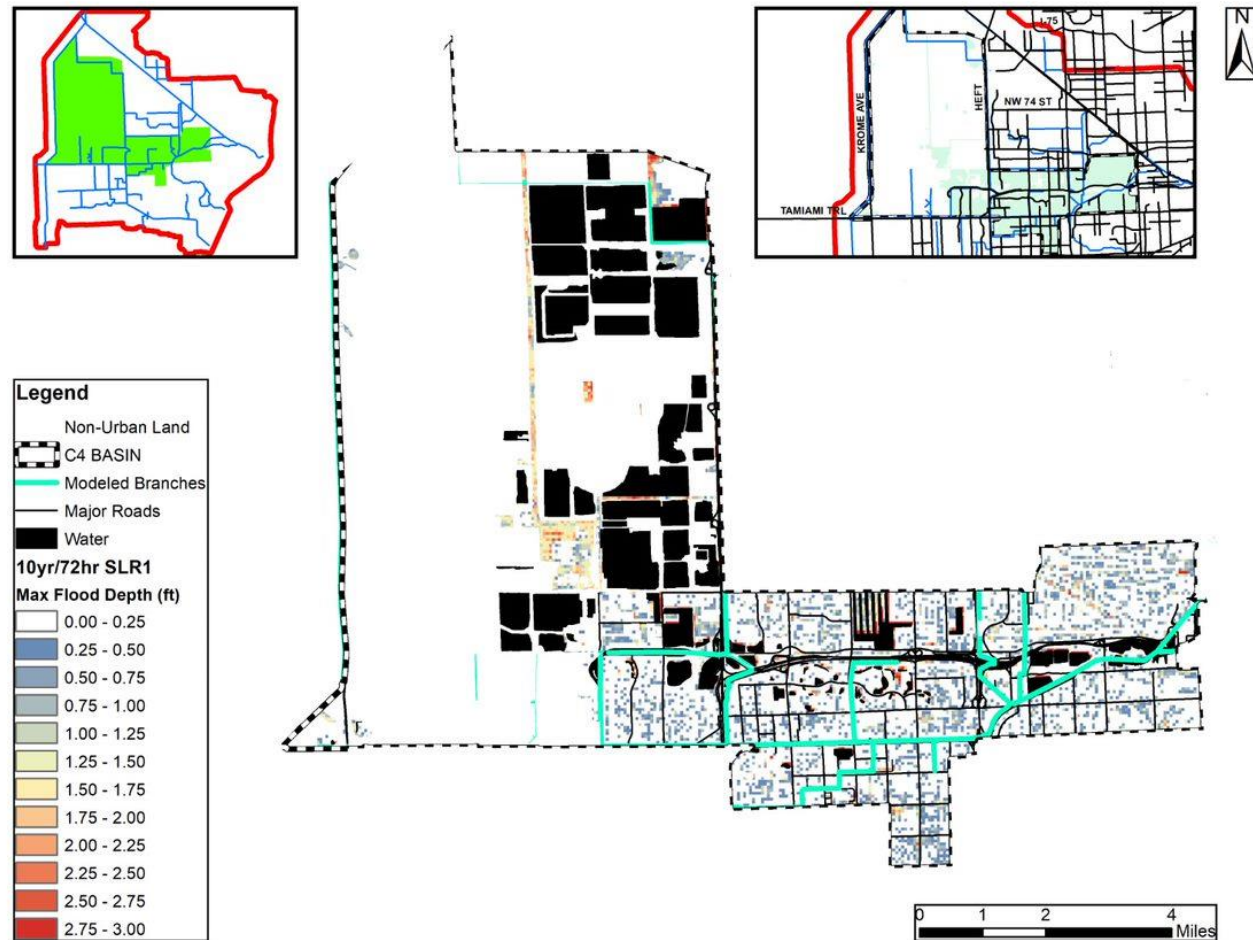 N
I-75
KROME AVE
HEFT
NW 74 ST
TAMIAMI TRL
Legend
Non-Urban Land
C4 BASIN
Modeled Branches
Major Roads
Water
10yr/72hr SLR1
Max Flood Depth (ft)
0.00 - 0.25
0.25 - 0.50
0.50 - 0.75
0.75 - 1.00
1.00 - 1.25
1.25 - 1.50
1.50 - 1.75
1.75 - 2.00
2.00 - 2.25
2.25 - 2.50
2.50 - 2.75
2.75 - 3.00
0 1 2 4
Miles